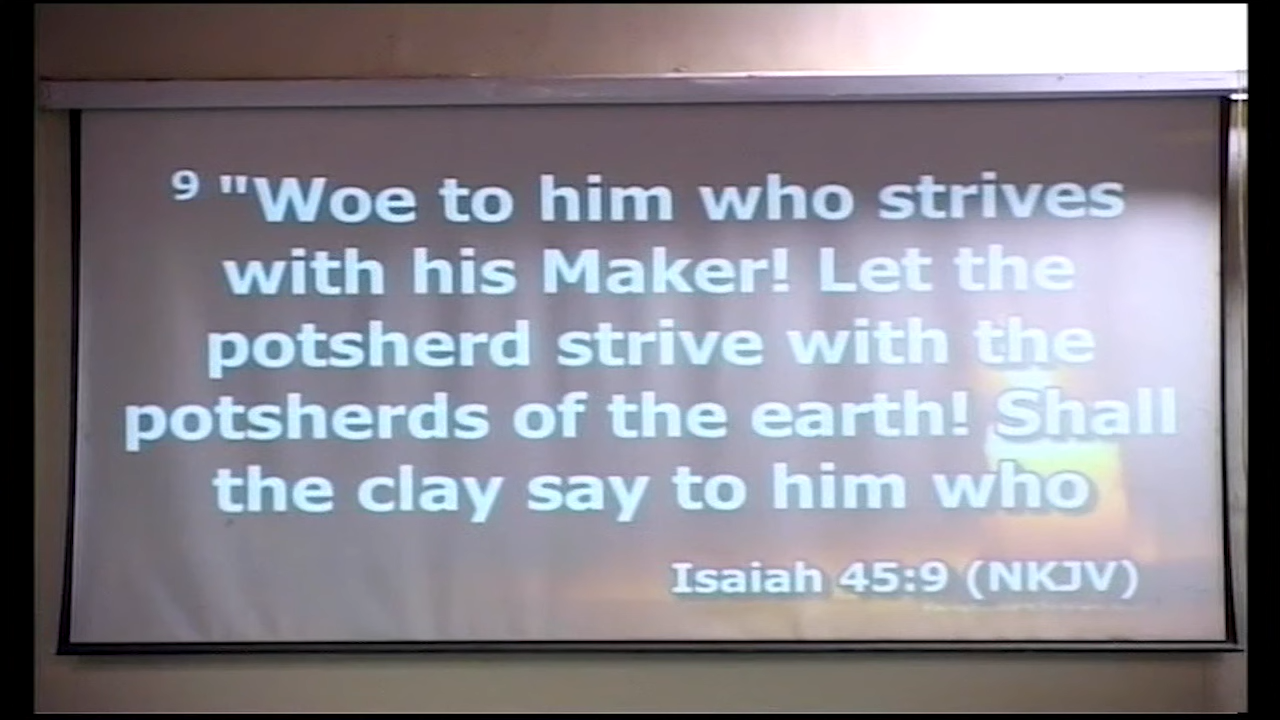 9 "Woe to him who strives
with his Maker! Let the
potsherd strive with the
potsherds of the earth! Shall
the clay say to him who
Isaiah 45:9 (NKJV)